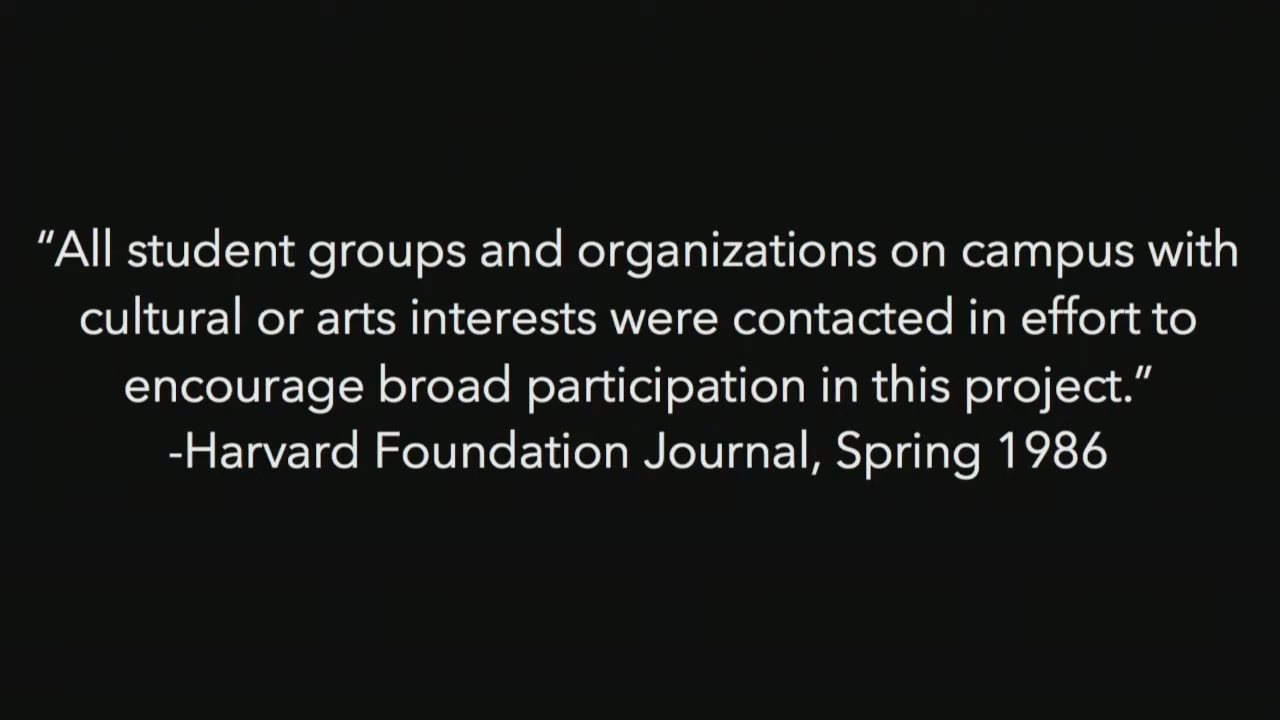 “All student groups and organizations on campus with
cultural or arts interests were contacted in effort to
encourage broad participation in this project.”
-Harvard Foundation Journal, Spring 1986